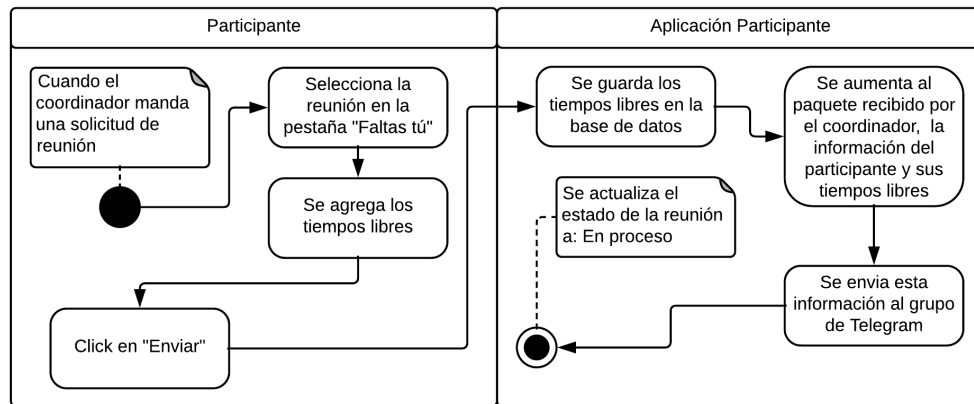 Participante
Aplicación Participante
Cuando el
coordinador manda
una solicitud de
reunión
Selecciona la
reunión en la
pestaña "Faltas tú"
Se agrega los
tiempos libres
Click en "Enviar"
Se guarda los
tiempos libres en la
base de datos
Se aumenta al
paquete recibido por
el coordinador, la
información del
participante y sus
tiempos libres
Se envia esta
información al grupo
de Telegram
Se actualiza el
estado de la reunión
a: En proceso